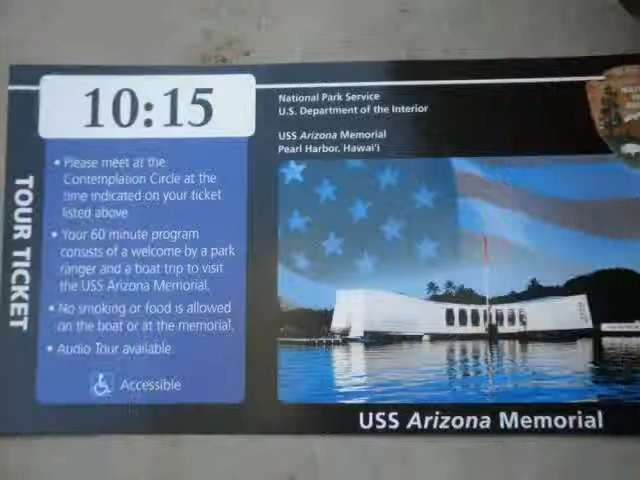 TOUR TICKET
10:15
• Please meet at the
Contemplation Circle at the
time indicated on your ticket
listed above
• Your 60 minute program
consists of a welcome by a park
ranger and a boat trip to visit
the USS Arizona Memorial.
• No smoking or food is allowed
on the boat or at the memorial.
• Audio Tour available.
Accessible
National Park Service
U.S. Department of the Interior
USS Arizona Memorial
Pearl Harbor, Hawai'i
USS Arizona Memorial